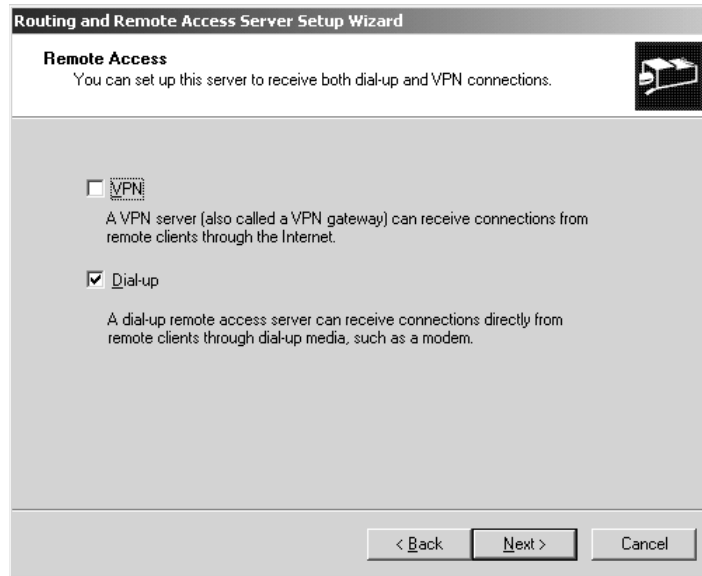 Routing and Remote Access Server Setup Wizard
Remote Access
You can set up this server to receive both dial-up and VPN connections.
VPN
A VPN server (also called a VPN gateway) can receive connections from
remote clients through the Internet.
Dial-up
A dial-up remote access server can receive connections directly from
remote clients through dial-up media, such as a modem.
< Back
Next >
Cancel